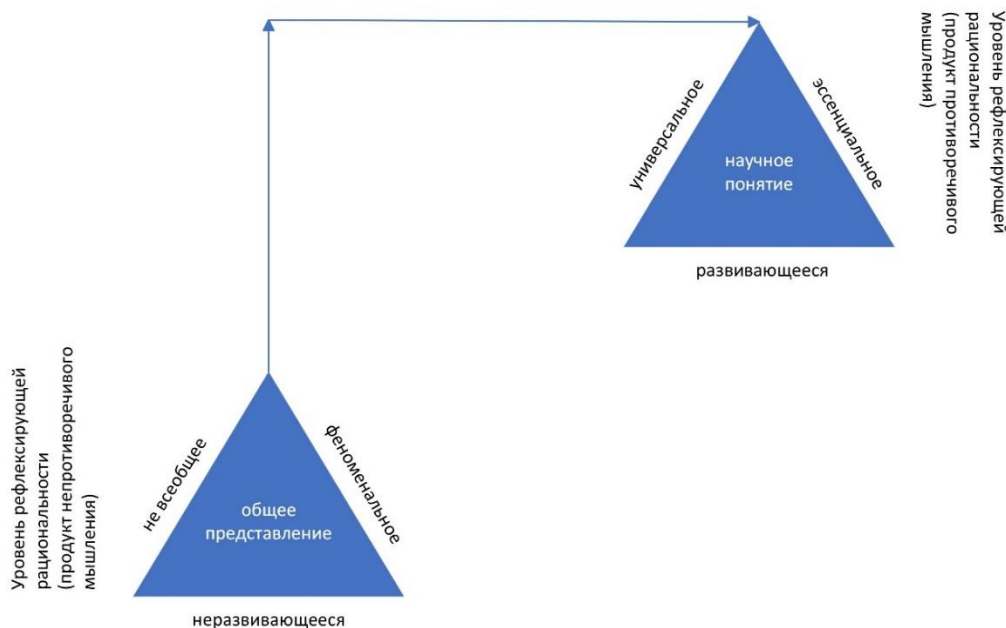 Уровень рефлексирующей
рациональности
(продукт противоречивого
мышления)
универсальное
эссенциальное
научное
понятие
развивающееся
Уровень рефлексирующей
рациональности
(продукт непротиворечивого
мышления)
не всеобщее
феноменальное
общее
представление
неразвивающееся